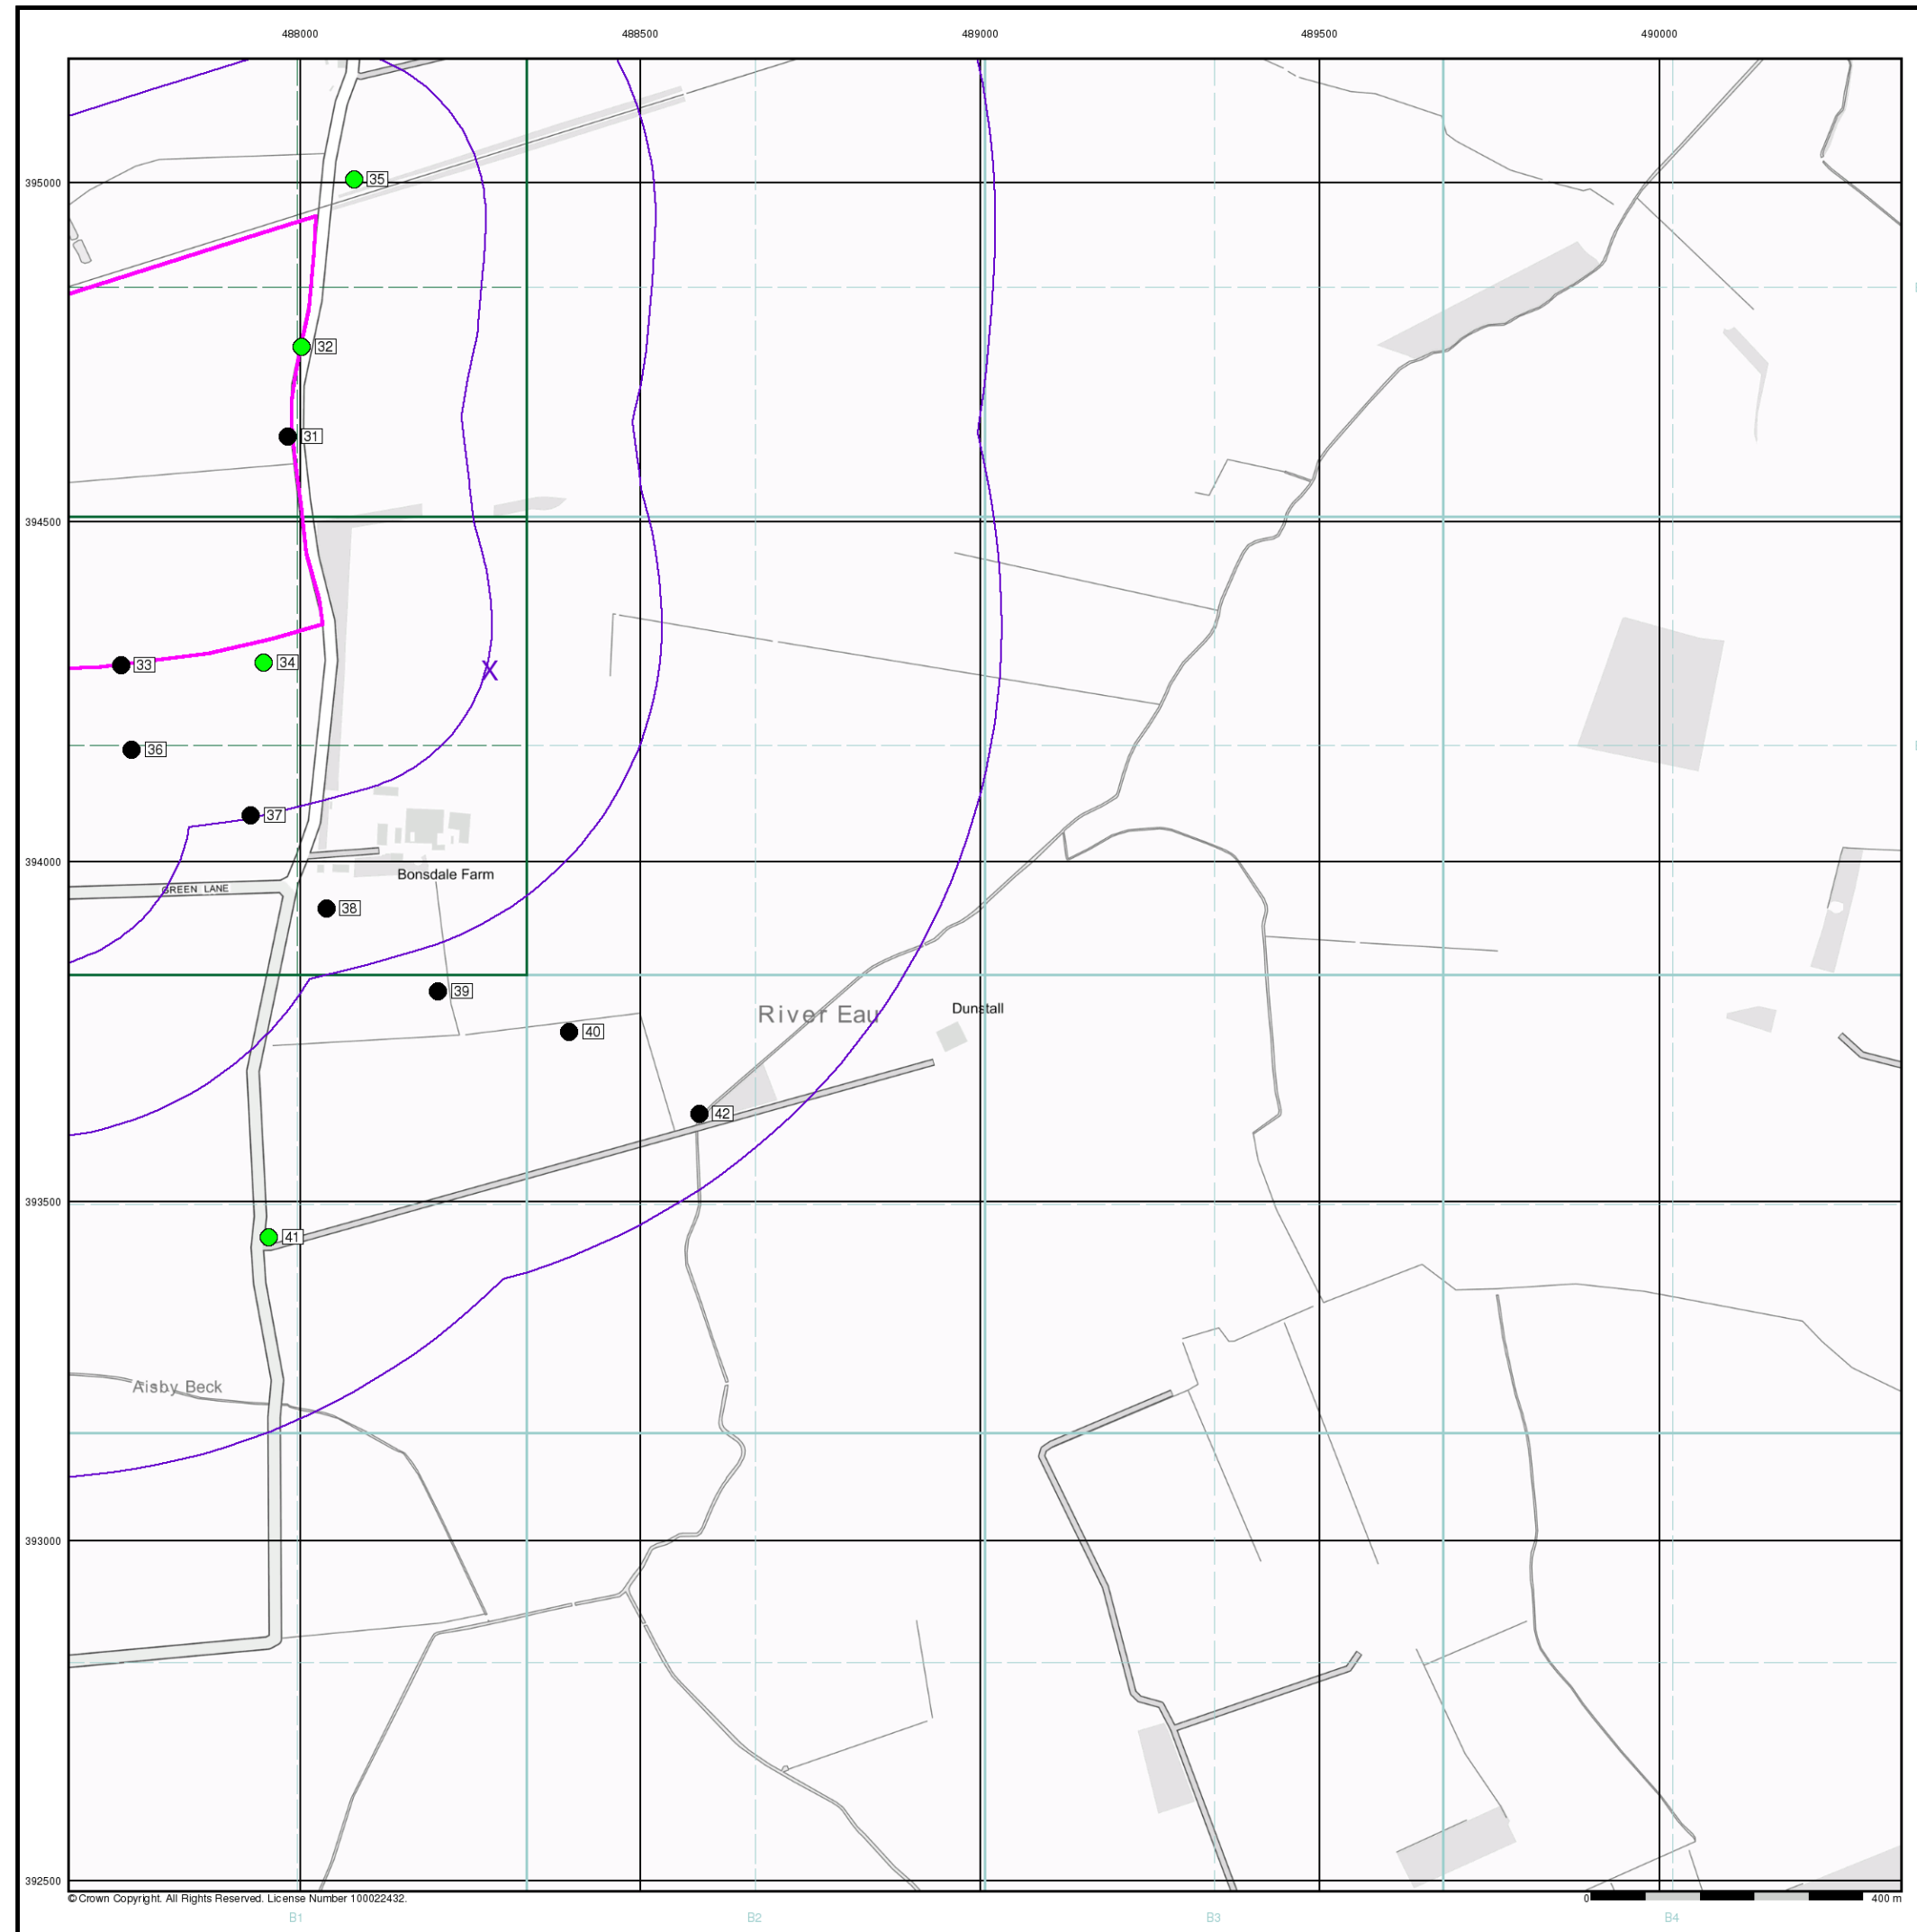 488000 488500 489000 489500 490000
395000
35
32
31
394500
33
34
X
36
37
394000
Bonsdale Farm
GREEN LANE
38
39
River Eau
Dunstall
40
42
393500
41
Aisby Beck
393000
392500
© Crown Copyright. All Rights Reserved. License Number 100022432.
0 400 m
B1 B2 B3 B4